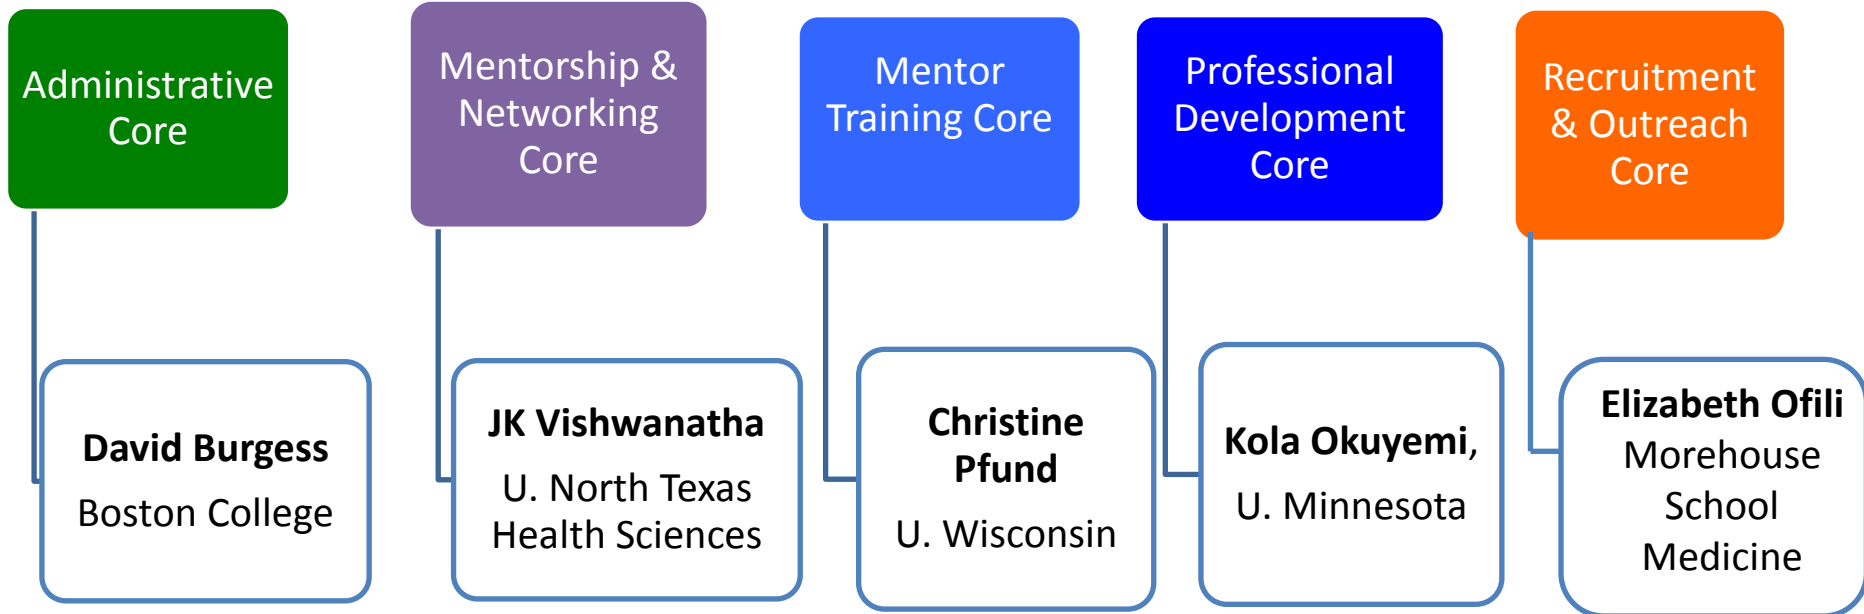 Administrative
Core
Mentorship &
Networking
Core
Mentor
Training Core
Professional
Development
Core
Recruitment
& Outreach
Core
David Burgess
Boston College
JK Vishwanatha
U. North Texas
Health Sciences
Christine
Pfund
U. Wisconsin
Kola Okuyemi,
U. Minnesota
Elizabeth Ofili
Morehouse
School
Medicine